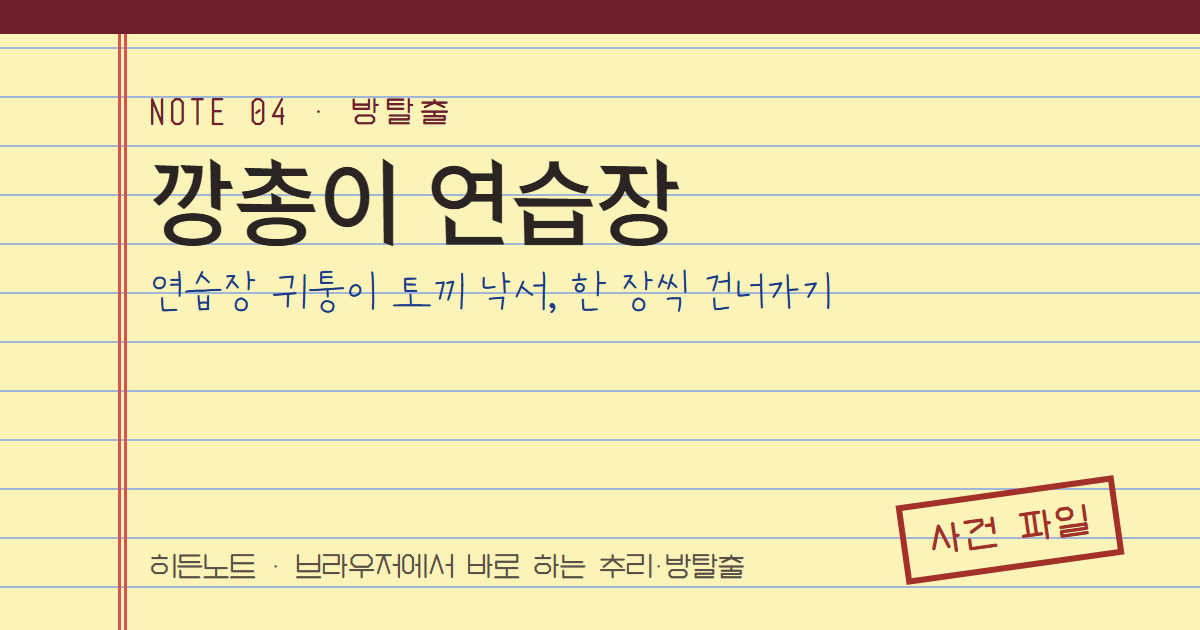 NOTE 04 · 방탈출
깡총이 연습장
연습장 귀퉁이 토끼 낙서, 한 장씩 건너가기
사건 파일
히든노트 · 브라우저에서 바로 하는 추리·방탈출